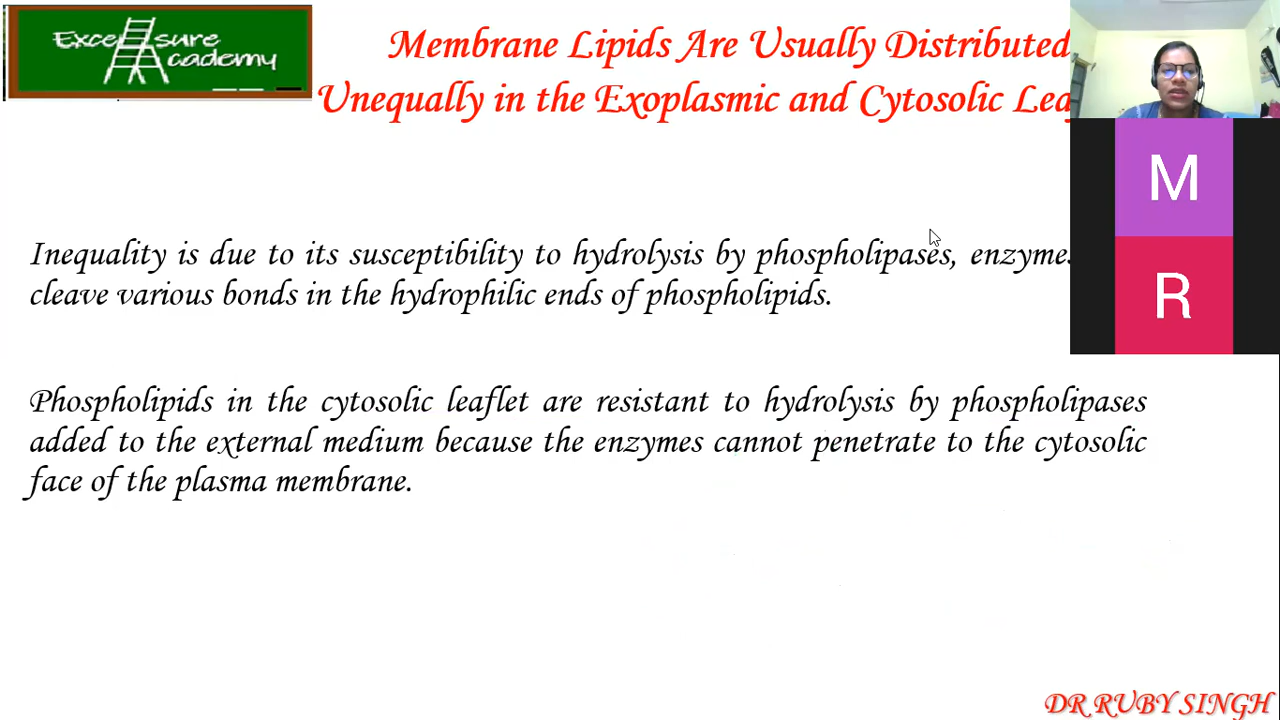 Excel sure
Academy
Membrane Lipids Are Usually Distributed
Unequally in the Exoplasmic and Cytosolic
M
R
Inequality is due to its susceptibility to hydrolysis by phospholipases, enzymes
cleave various bonds in the hydrophilic ends of phospholipids.
Phospholipids in the cytosolic leaflet are resistant to hydrolysis by phospholipases
added to the external medium because the enzymes cannot penetrate to the cytosolic
face of the plasma membrane.
DR RUBY SINGH